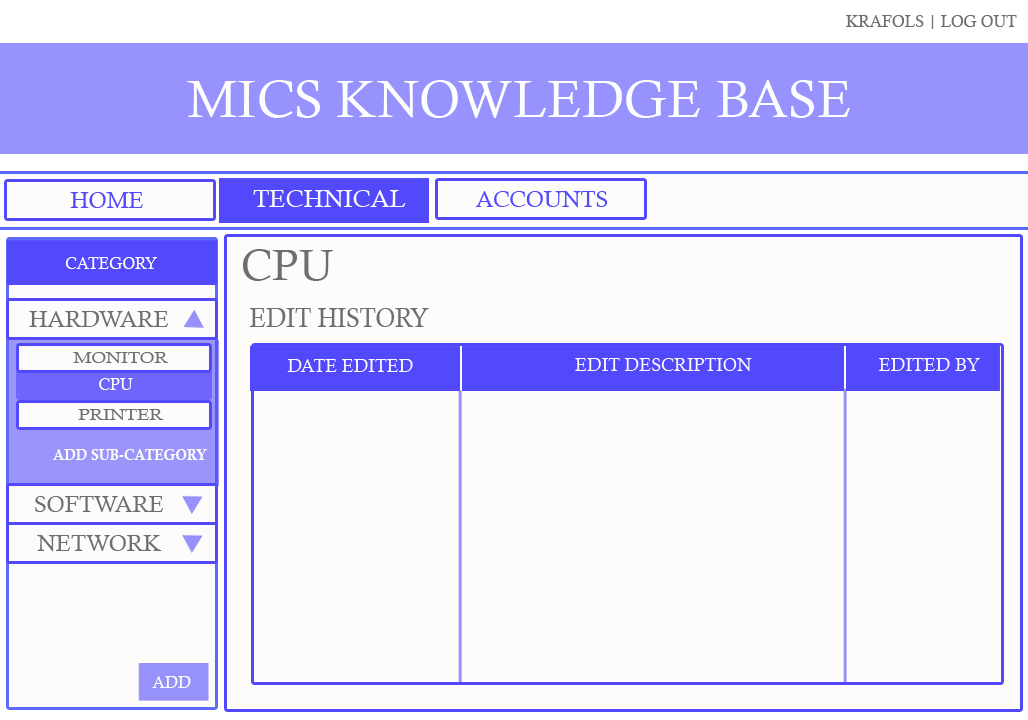 KRAFOLS | LOG OUT
MICS KNOWLEDGE BASE
HOME
TECHNICAL
ACCOUNTS
CATEGORY
HARDWARE
MONITOR
CPU
PRINTER
ADD SUB-CATEGORY
SOFTWARE
NETWORK
ADD
CPU
EDIT HISTORY
DATE EDITED
EDIT DESCRIPTION
EDITED BY